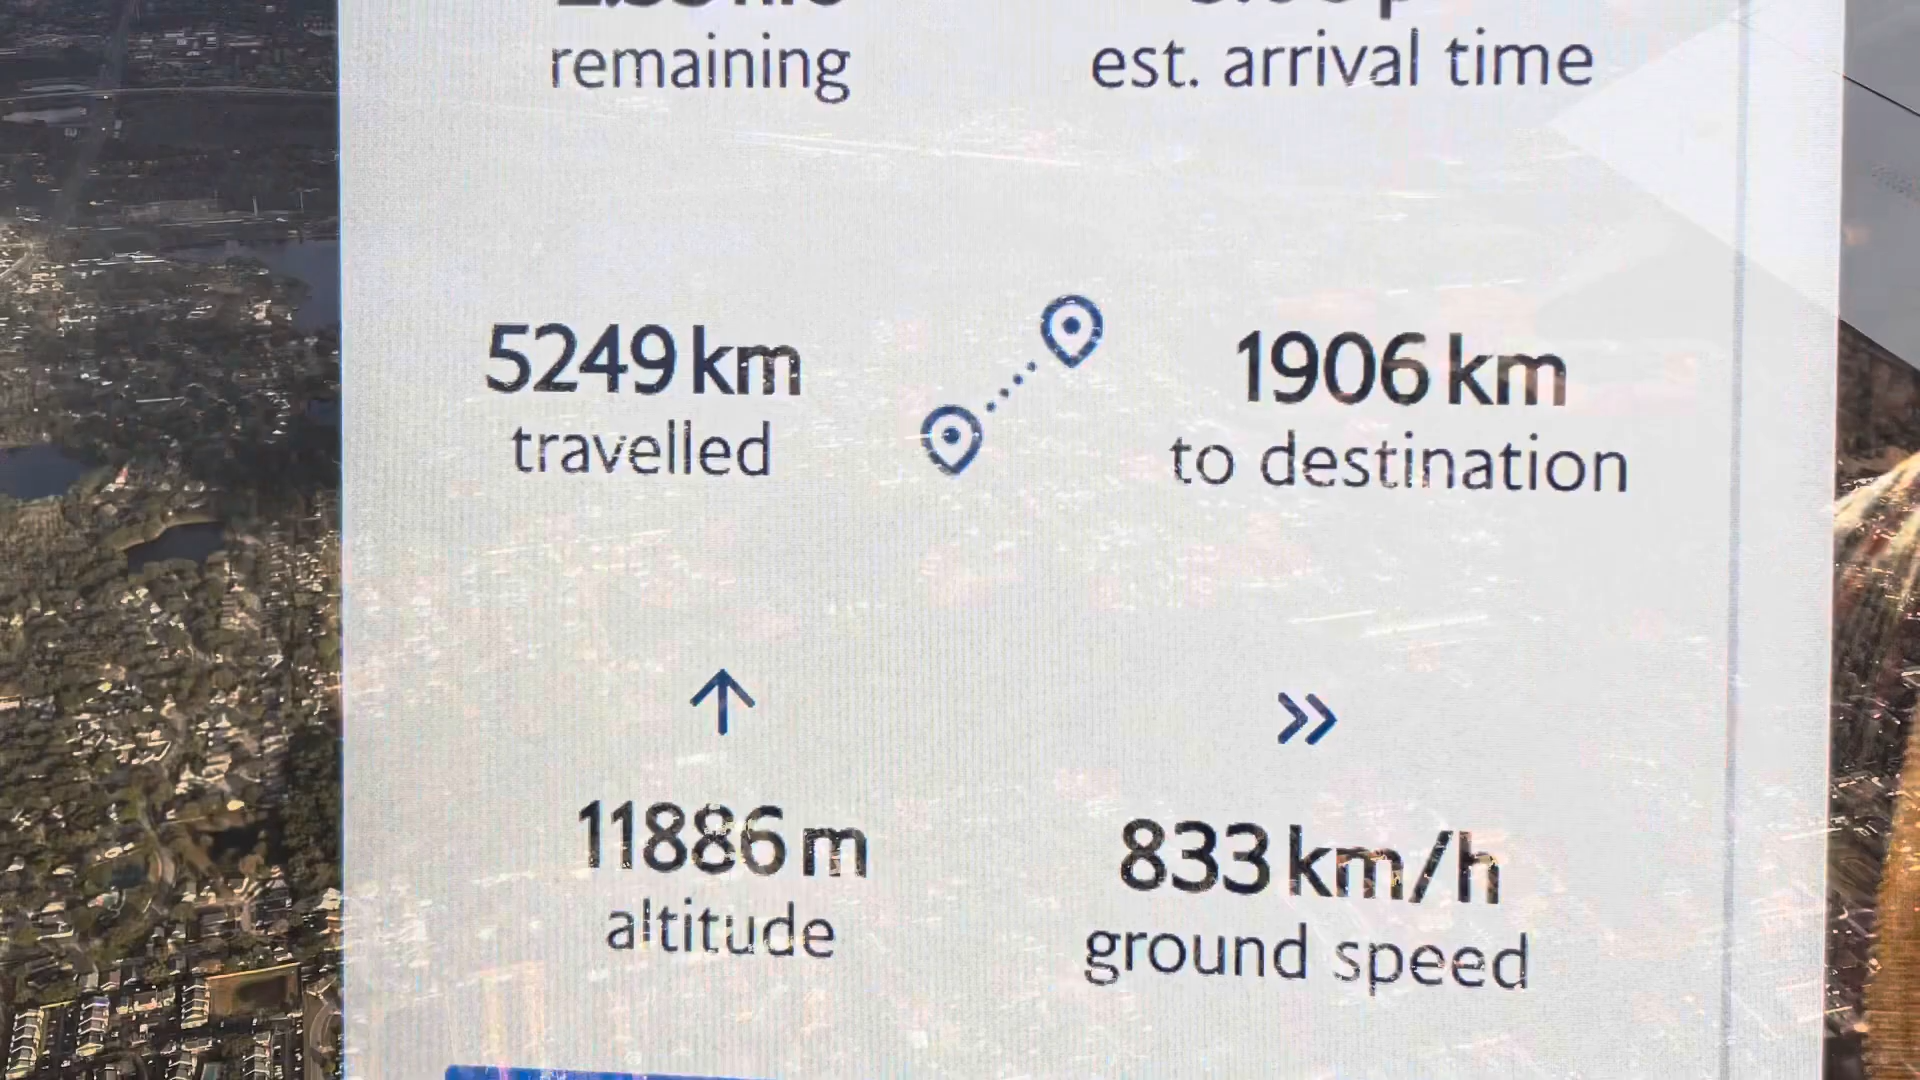 remaining
est. arrival time
5249 km
travelled
1906 km
to destination
11886 m
altitude
833 km/h
ground speed